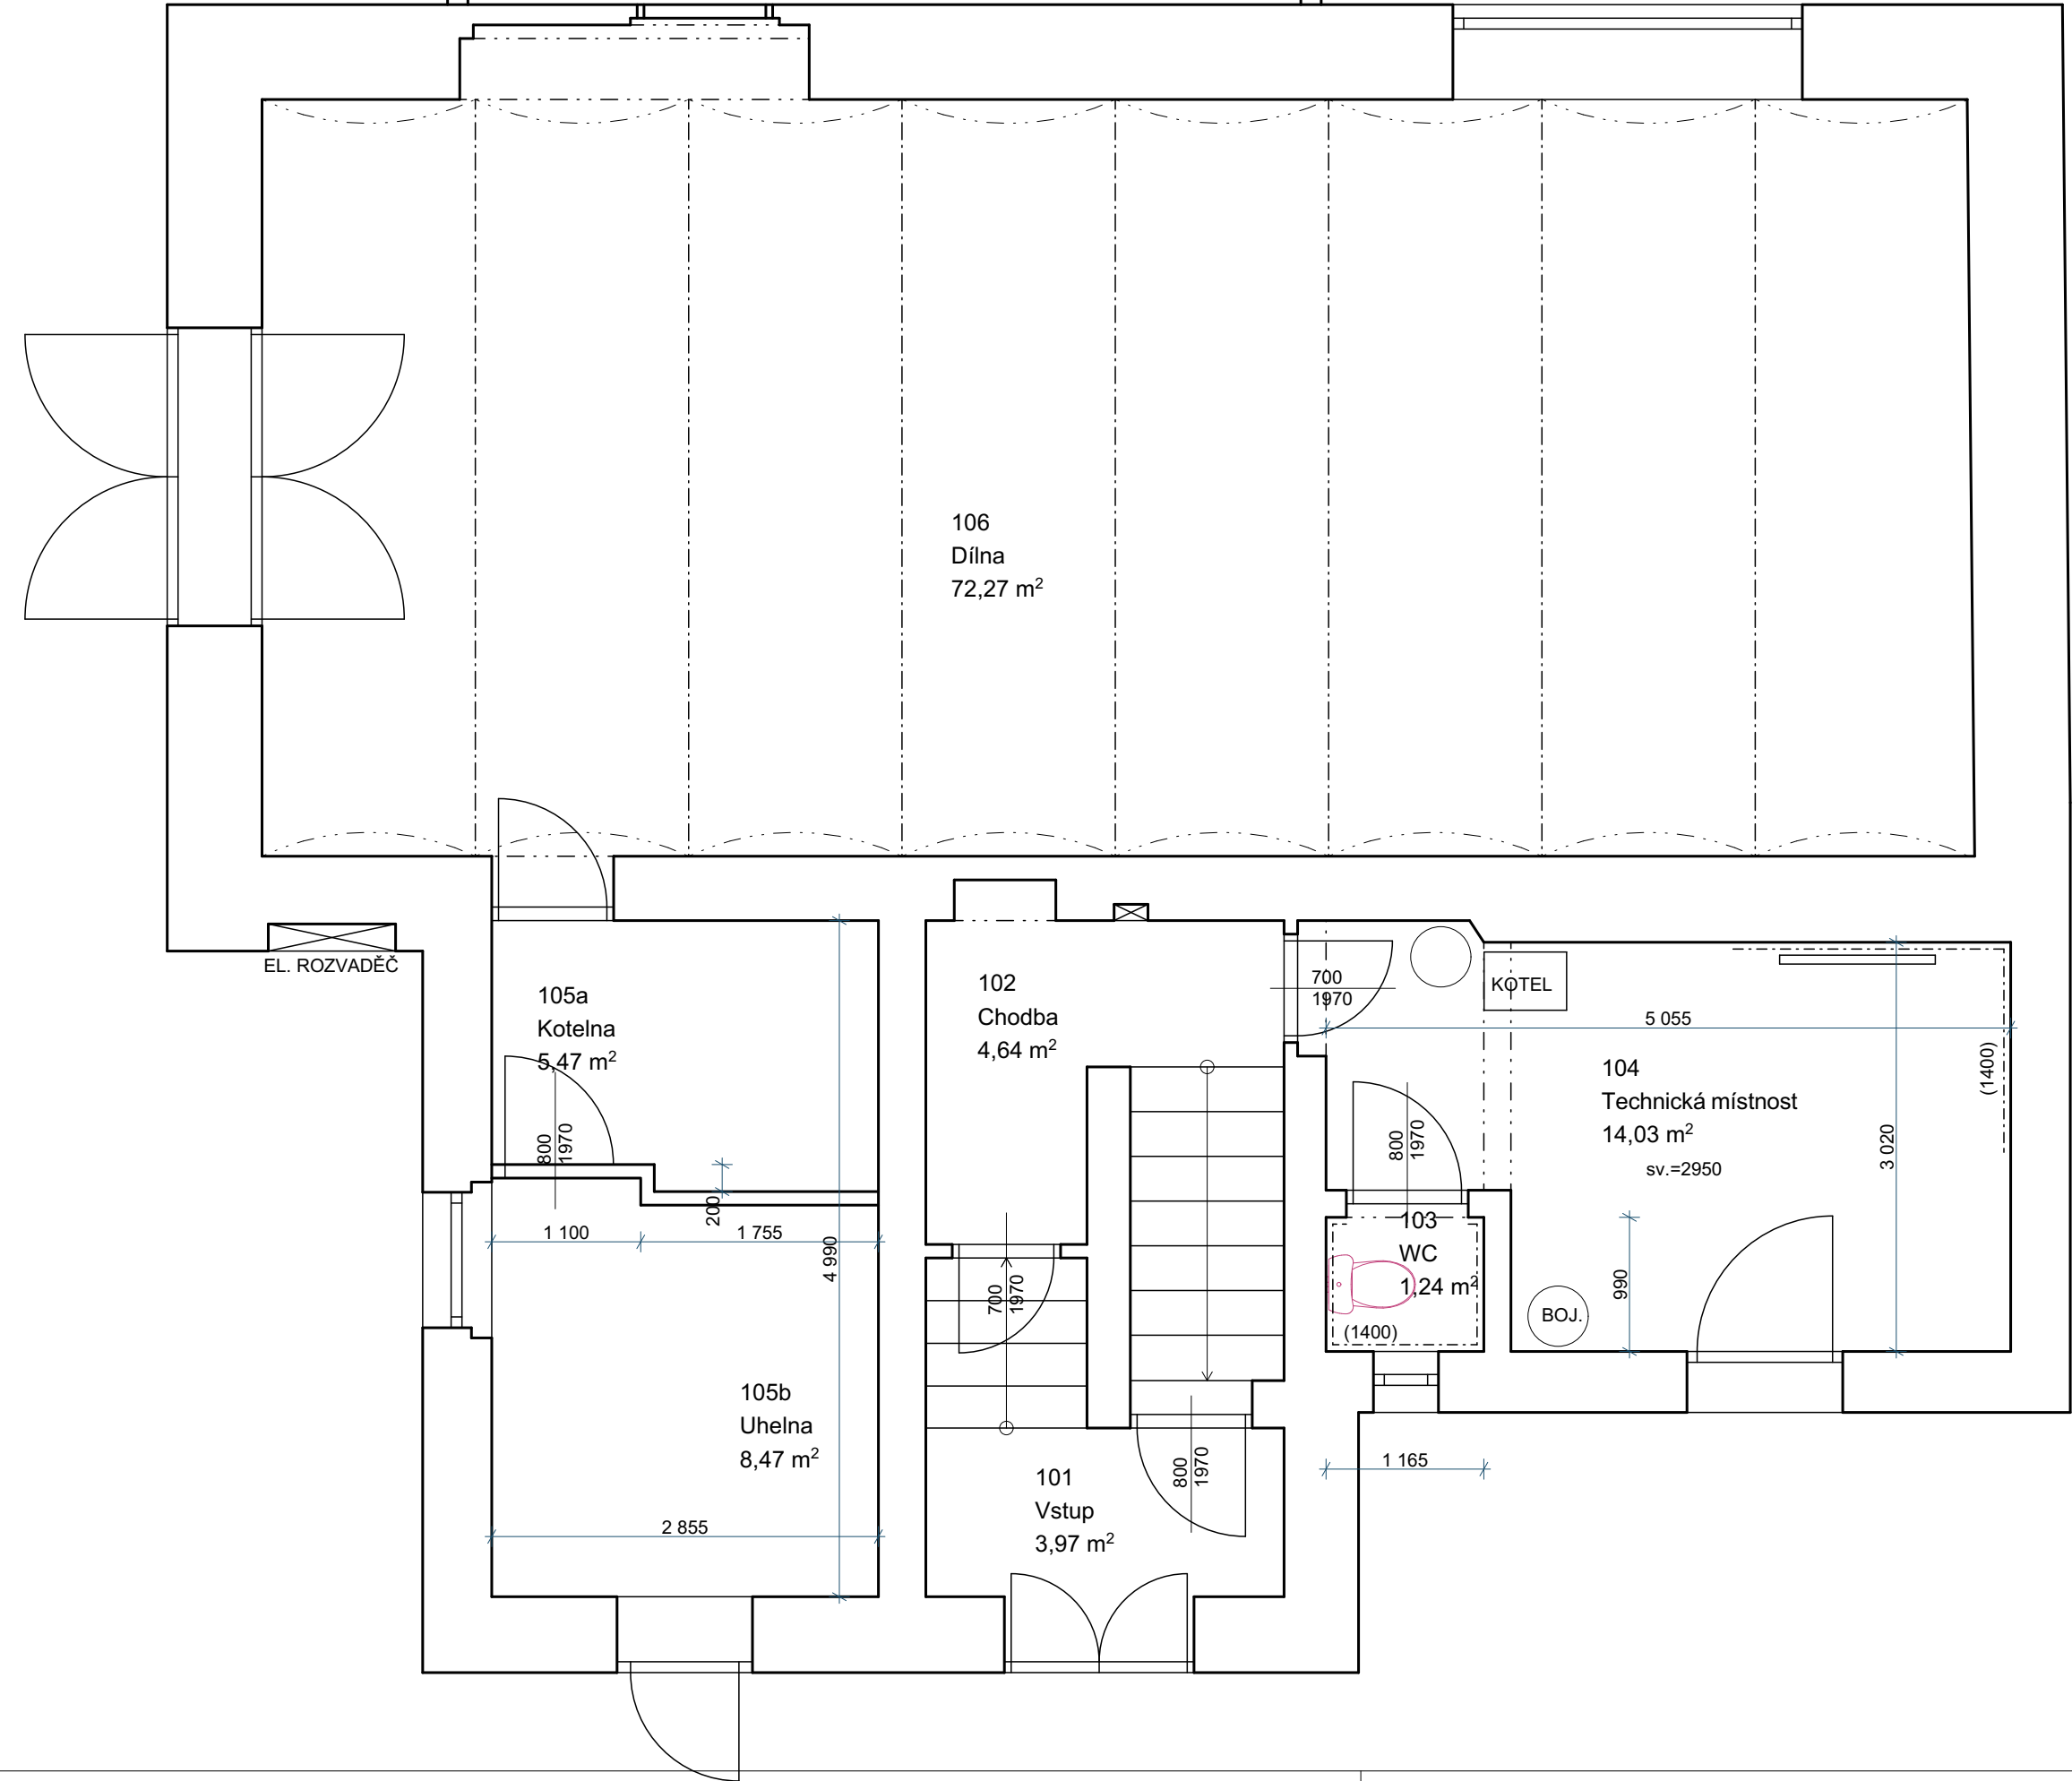 106
Dílna
72,27 m²
EL. ROZVADĚČ
105a
Kotelna
5,47 m²
800
1970
200
1 100
1 755
4 990
105b
Uhelna
8,47 m²
2 855
102
Chodba
4,64 m²
700
1970
101
Vstup
3,97 m²
800
1970
700
1970
KOTEL
5 055
(1400)
104
Technická místnost
14,03 m²
sv.=2950
3 020
800
1970
103
WC
1,24 m²
(1400)
990
BOJ.
1 165